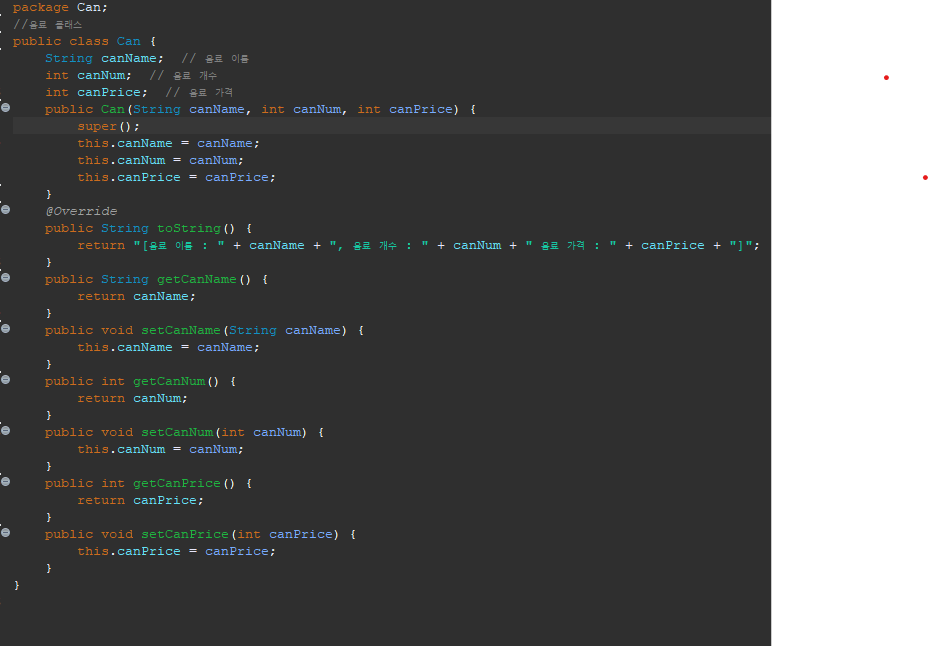 package Can;
//음료 클래스
public class Can {
    String canName;  // 음료 이름
    int canNum;  // 음료 개수
    int canPrice;  // 음료 가격
    public Can(String canName, int canNum, int canPrice) {
        super();
        this.canName = canName;
        this.canNum = canNum;
        this.canPrice = canPrice;
    }
    @Override
    public String toString() {
        return "[음료 이름 : " + canName + ", 음료 개수 : " + canNum + " 음료 가격 : " + canPrice + "]";
    }
    public String getCanName() {
        return canName;
    }
    public void setCanName(String canName) {
        this.canName = canName;
    }
    public int getCanNum() {
        return canNum;
    }
    public void setCanNum(int canNum) {
        this.canNum = canNum;
    }
    public int getCanPrice() {
        return canPrice;
    }
    public void setCanPrice(int canPrice) {
        this.canPrice = canPrice;
    }
}